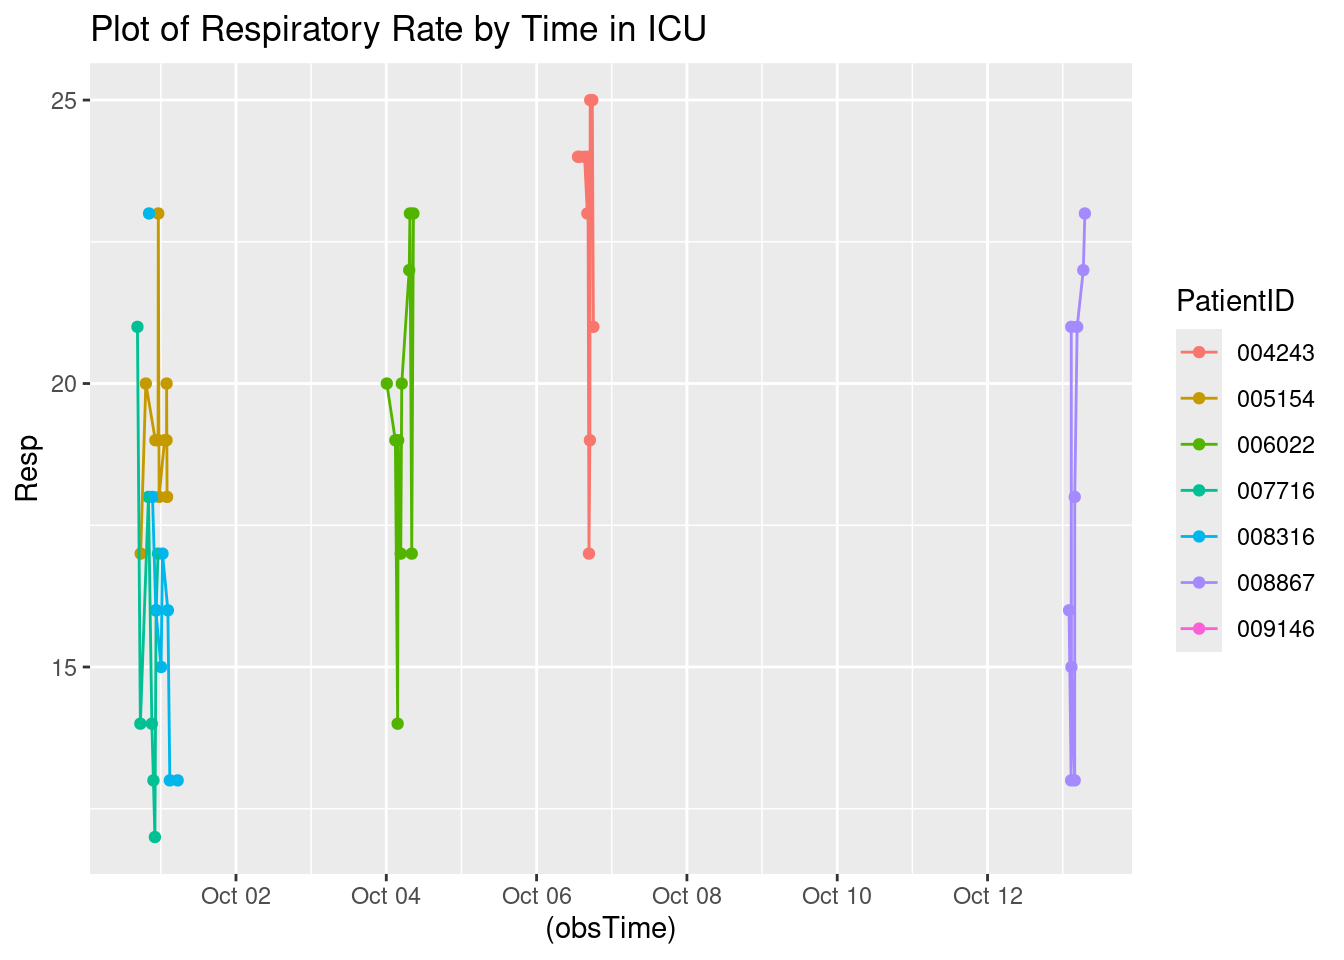 Plot of Respiratory Rate by Time in ICU
25
20
15
Resp
Oct 02
Oct 04
Oct 06
Oct 08
Oct 10
Oct 12
(obsTime)
PatientID
004243
005154
006022
007716
008316
008867
009146